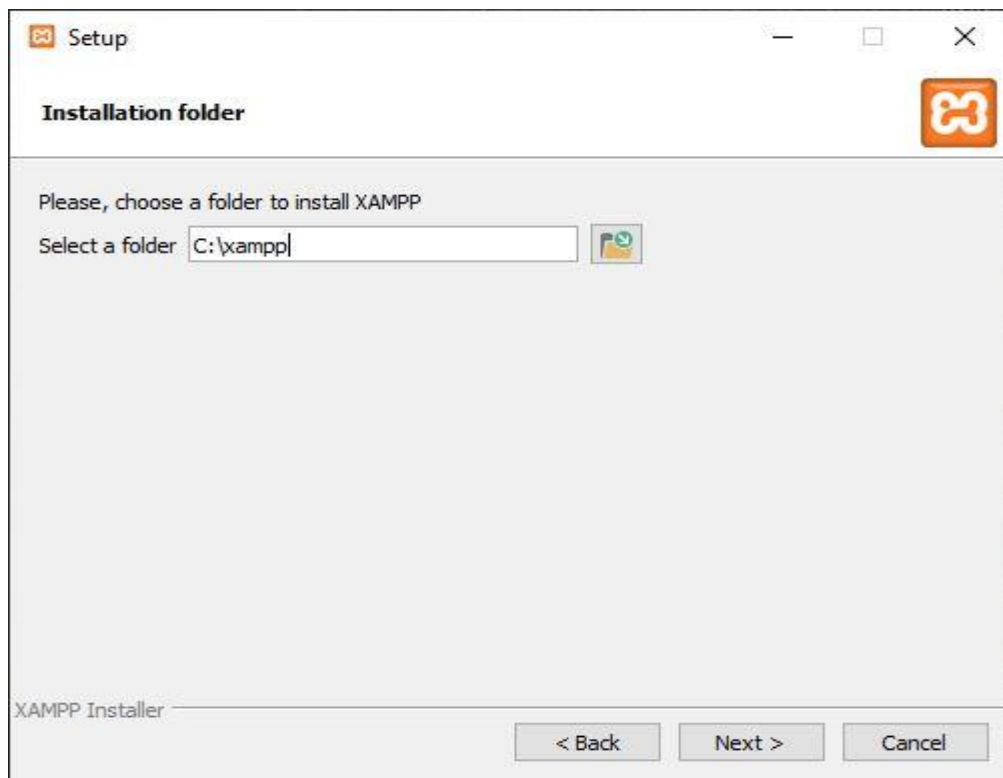 Setup
Installation folder
Please, choose a folder to install XAMPP
Select a folder C:\xampp
XAMPP Installer
< Back Next > Cancel